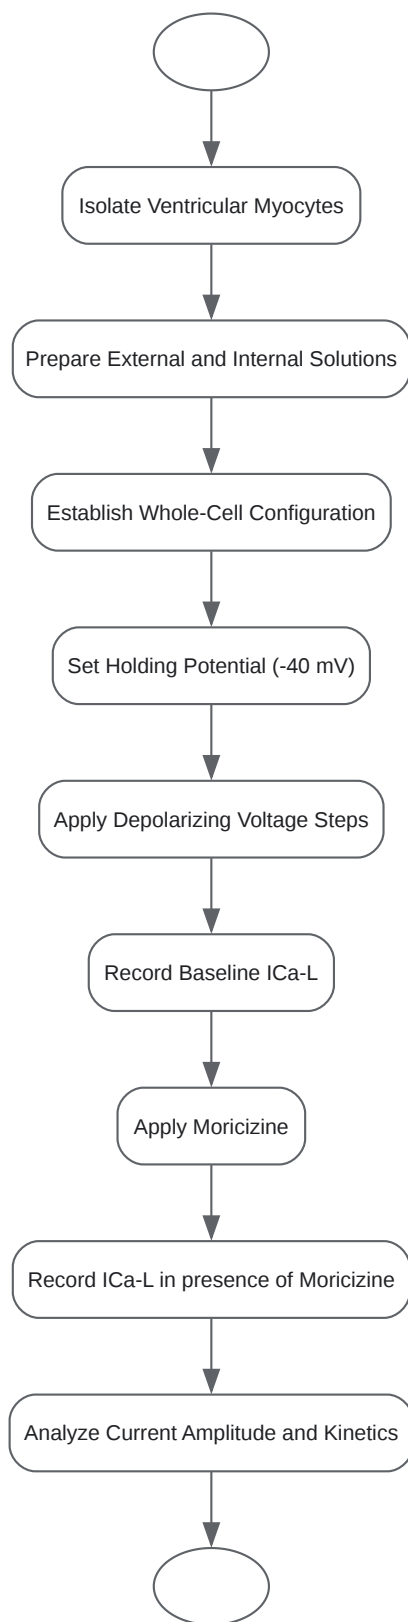 Isolate Ventricular Myocytes
Prepare External and Internal Solutions
Establish Whole-Cell Configuration
Set Holding Potential (-40 mV)
Apply Depolarizing Voltage Steps
Record Baseline ICa-L
Apply Moricizine
Record ICa-L in presence of Moricizine
Analyze Current Amplitude and Kinetics